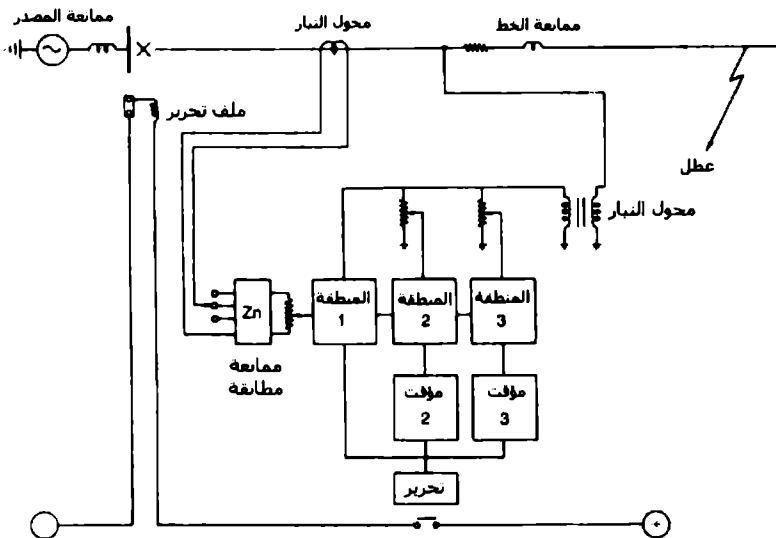 ممانعة المصدر
محول التيار
ممانعة الخط
ملف تحرير
عطل
محول التيار
Zn
المنطقة
1
المنطقة
2
المنطقة
3
ممانعة
مطابقة
مؤقت
2
مؤقت
3
تحرير
+